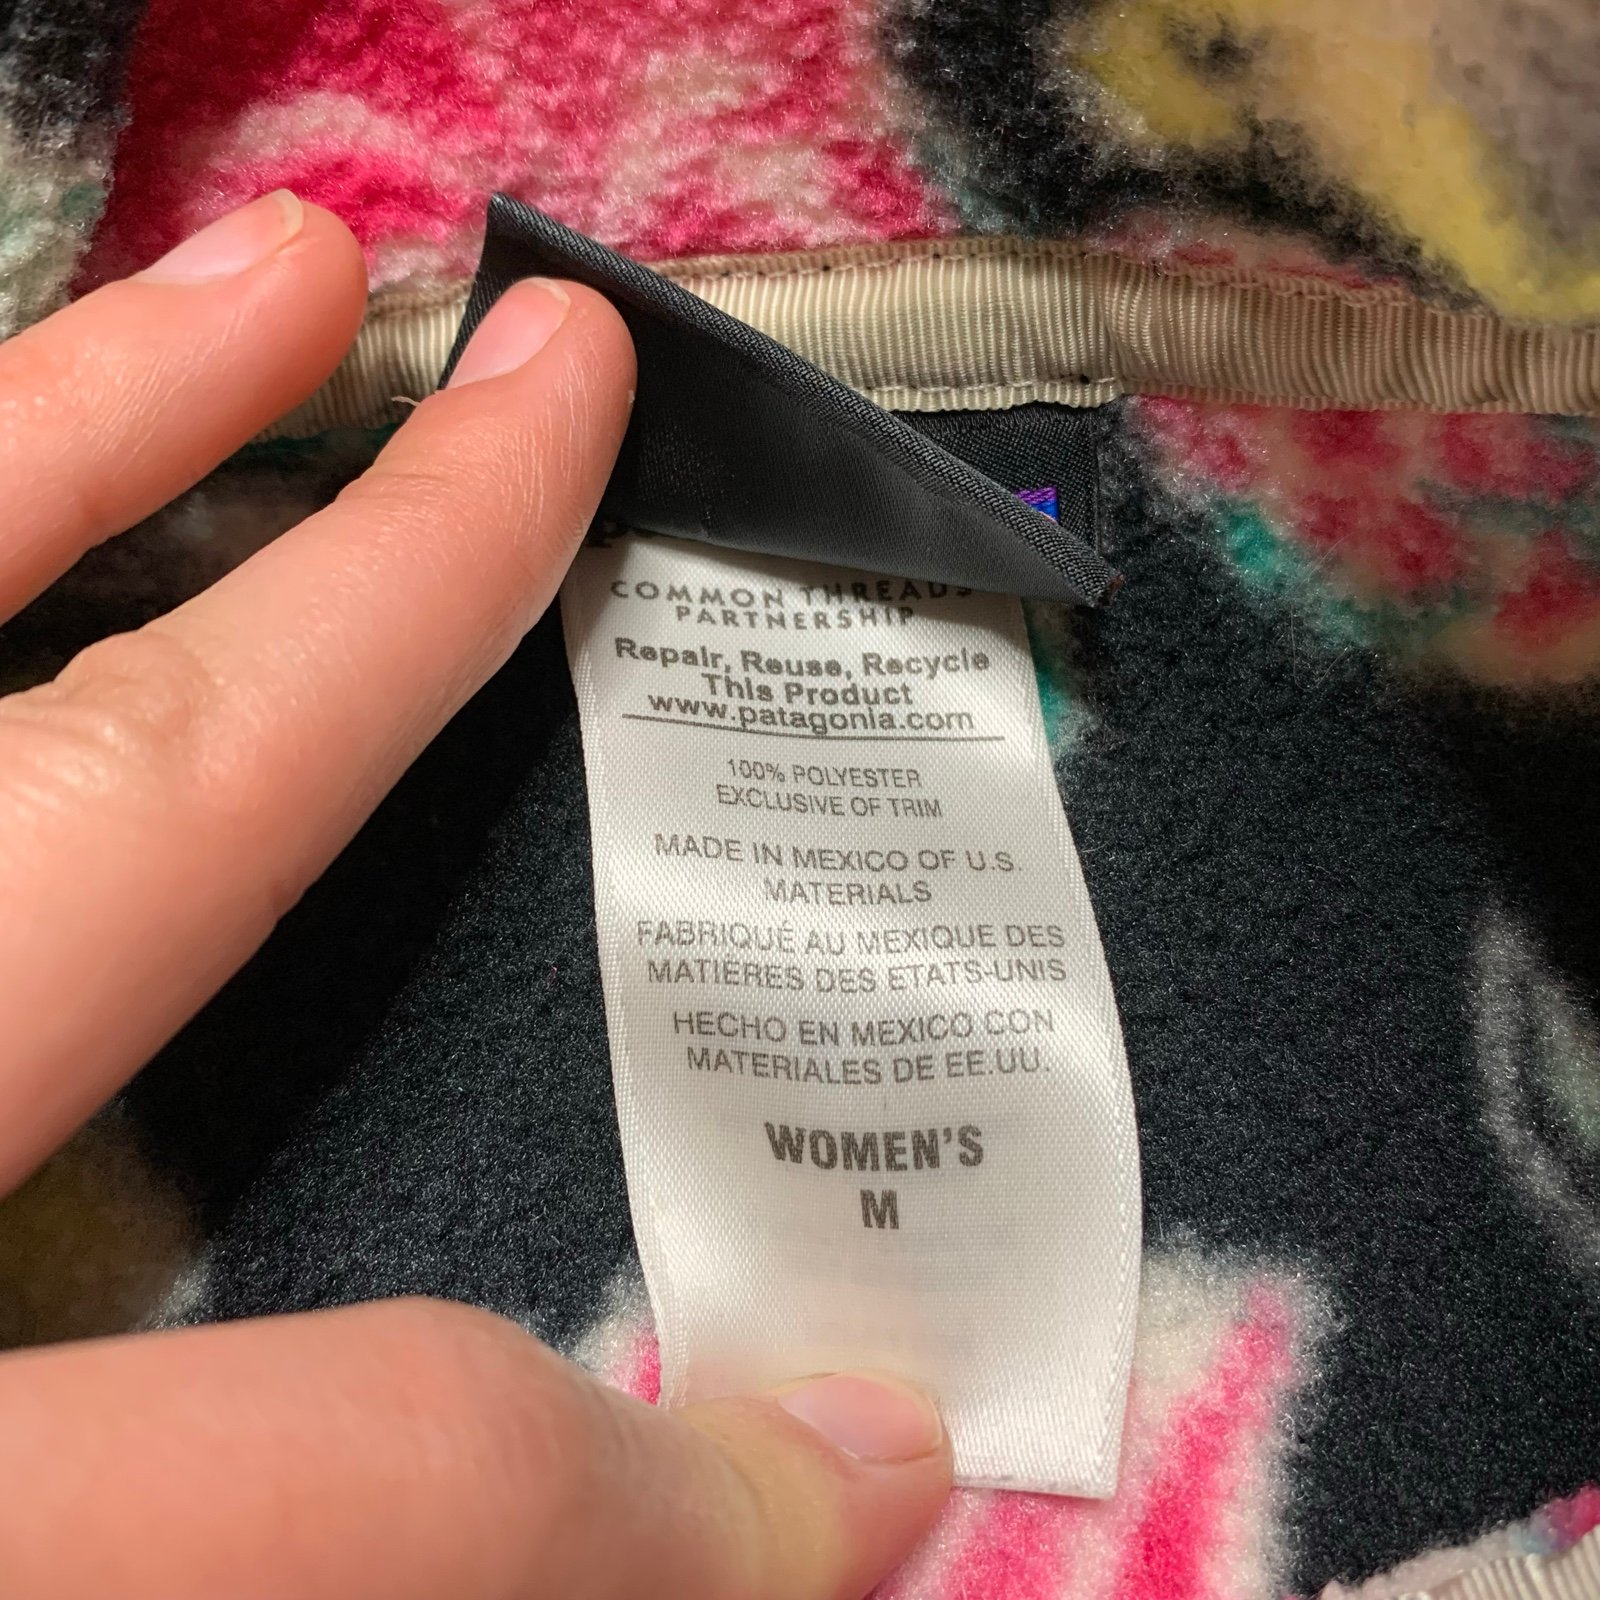 COMMON THREADS
PARTNERSHIP
Repair, Reuse, Recycle
This Product
www.patagonia.com
100% POLYESTER
EXCLUSIVE OF TRIM
MADE IN MEXICO OF U.S.
MATERIALS
FABRIQUÉ AU MEXIQUE DES
MATIÈRES DES ETATS-UNIS
HECHO EN MEXICO CON
MATERIALES DE EE.UU.
WOMEN'S
M